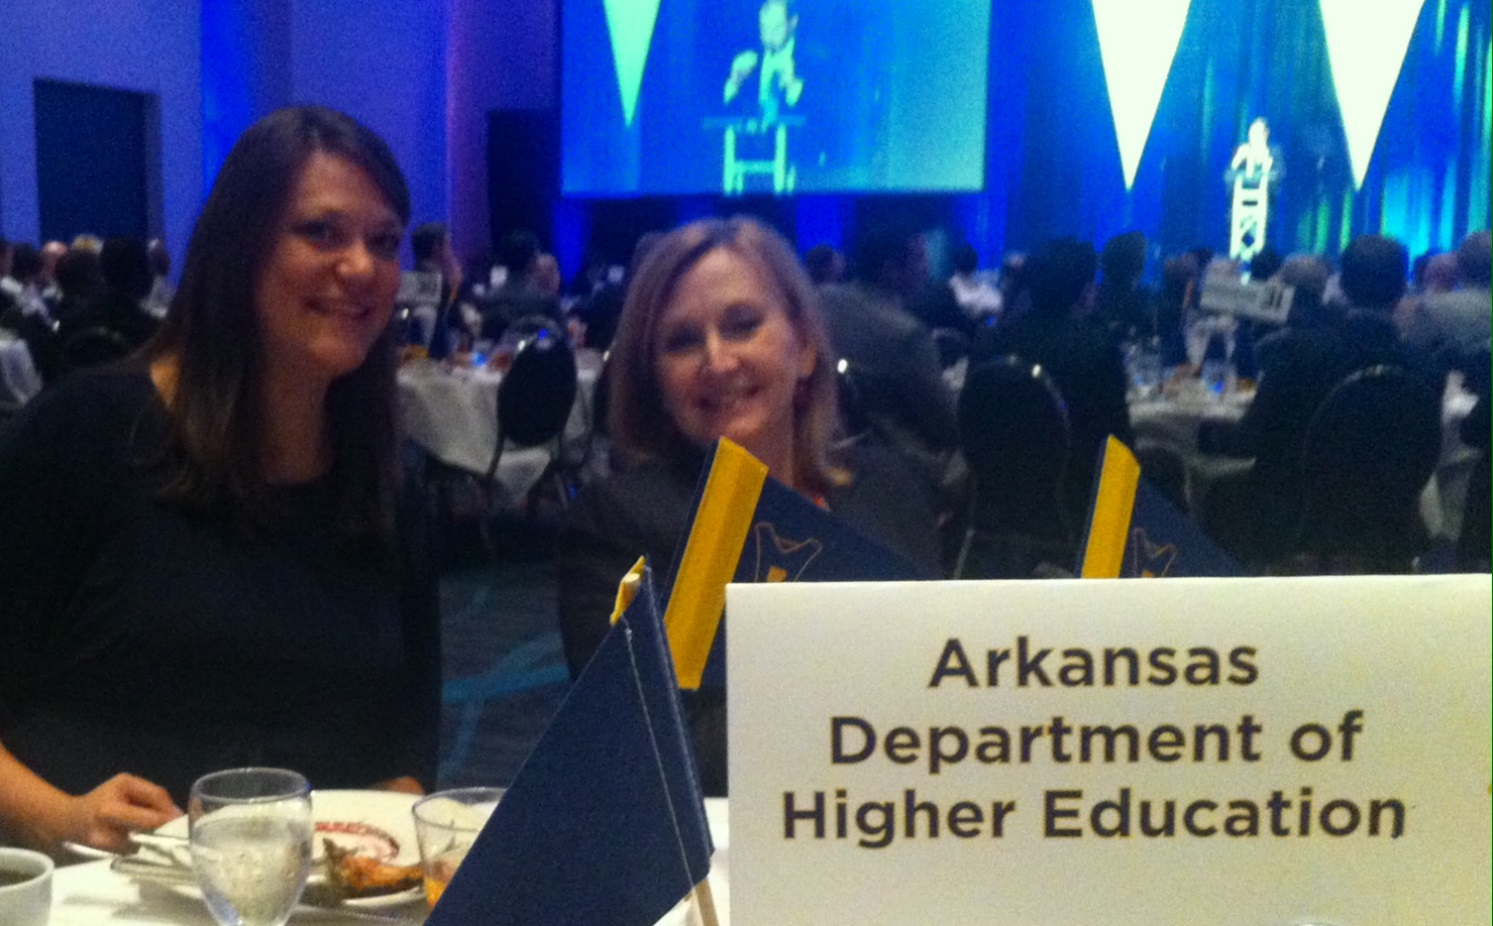 Arkansas
Department of
Higher Education